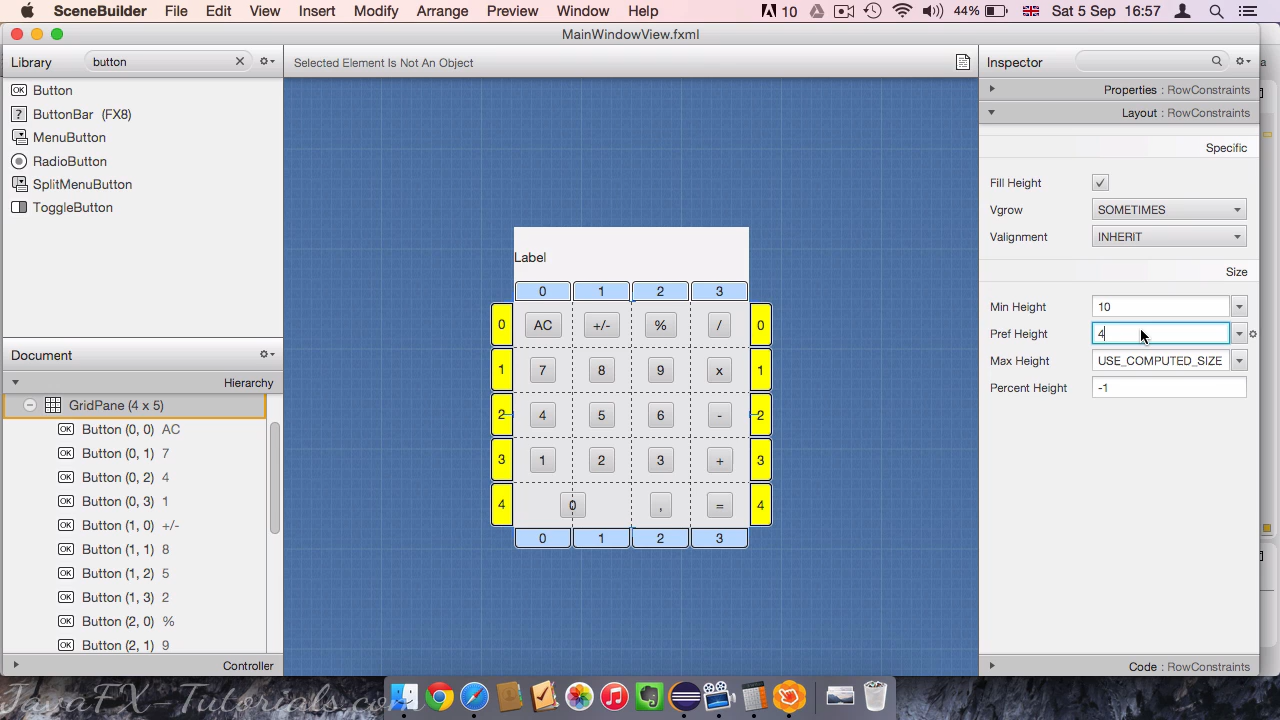 SceneBuilder File Edit View Insert Modify Arrange Preview Window Help 10 44% Sat 5 Sep 16:57
MainWindowView.fxml
Library button
Selected Element Is Not An Object
Inspector
Button
ButtonBar (FX8)
MenuButton
RadioButton
SplitMenuButton
ToggleButton
Document
Hierarchy
GridPane (4 x 5)
Button (0, 0) AC
Button (0, 1) 7
Button (0, 2) 4
Button (0, 3) 1
Button (1, 0) +/-
Button (1, 1) 8
Button (1, 2) 5
Button (1, 3) 2
Button (2, 0) %
Button (2, 1) 9
Controller
Label
0 1 2 3
0 AC +/- % / 0
1 7 8 9 x 1
2 4 5 6 - 2
3 1 2 3 + 3
4 0 , = 4
0 1 2 3
Properties : RowConstraints
Layout : RowConstraints
Specific
Fill Height
Vgrow SOMETIMES
Valignment INHERIT
Size
Min Height 10
Pref Height 4
Max Height USE_COMPUTED_SIZE
Percent Height -1
Code : RowConstraints
JavaFX-Tutorials.com